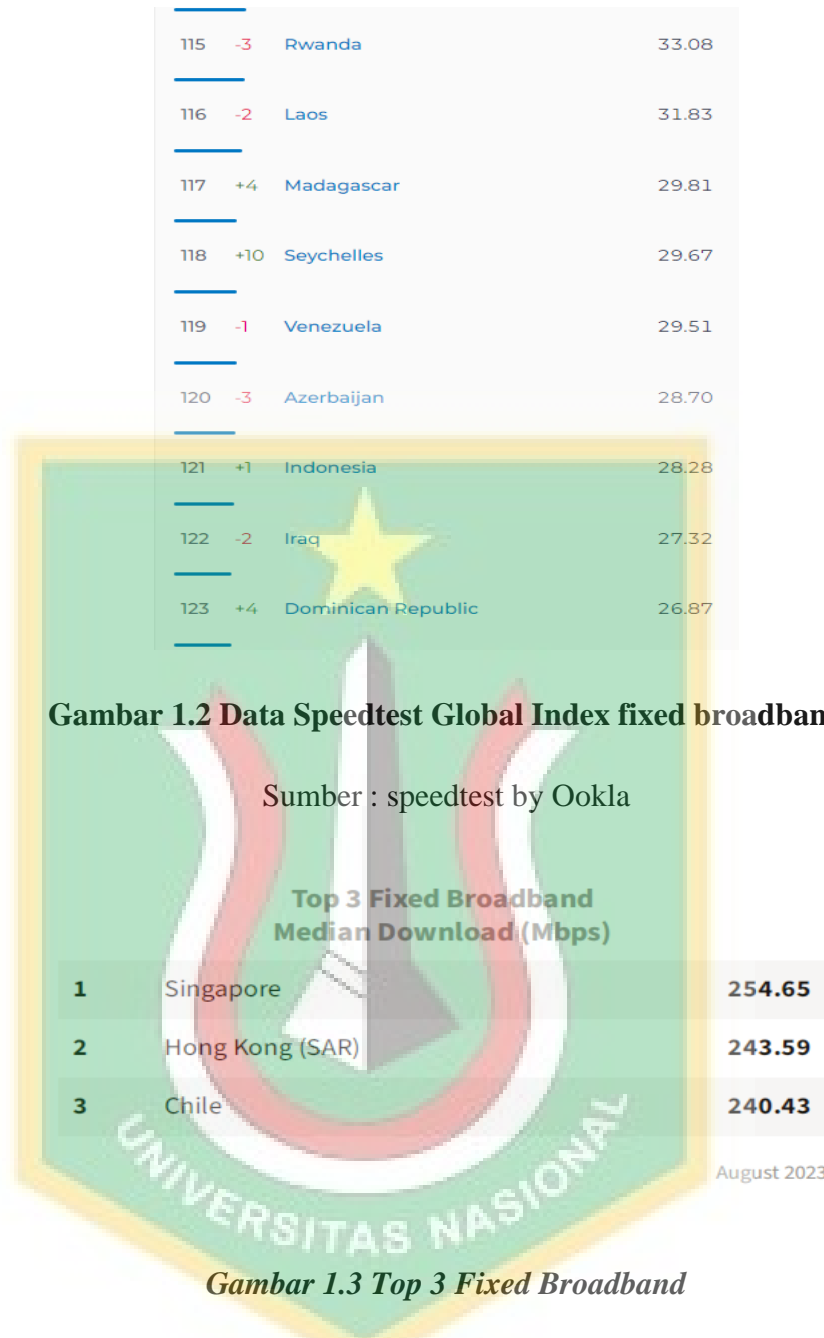 115 -3 Rwanda 33.08
116 -2 Laos 31.83
117 +4 Madagascar 29.81
118 +10 Seychelles 29.67
119 -1 Venezuela 29.51
120 -3 Azerbaijan 28.70
121 +1 Indonesia 28.28
122 -2 Iraq 27.32
123 +4 Dominican Republic 26.87
Gambar 1.2 Data Speedtest Global Index fixed broadban
Sumber : speedtest by Ookla
Top 3 Fixed Broadband
Median Download (Mbps)
1 Singapore 254.65
2 Hong Kong (SAR) 243.59
3 Chile 240.43
August 2023
UNIVERSITAS NASIONAL
Gambar 1.3 Top 3 Fixed Broadband